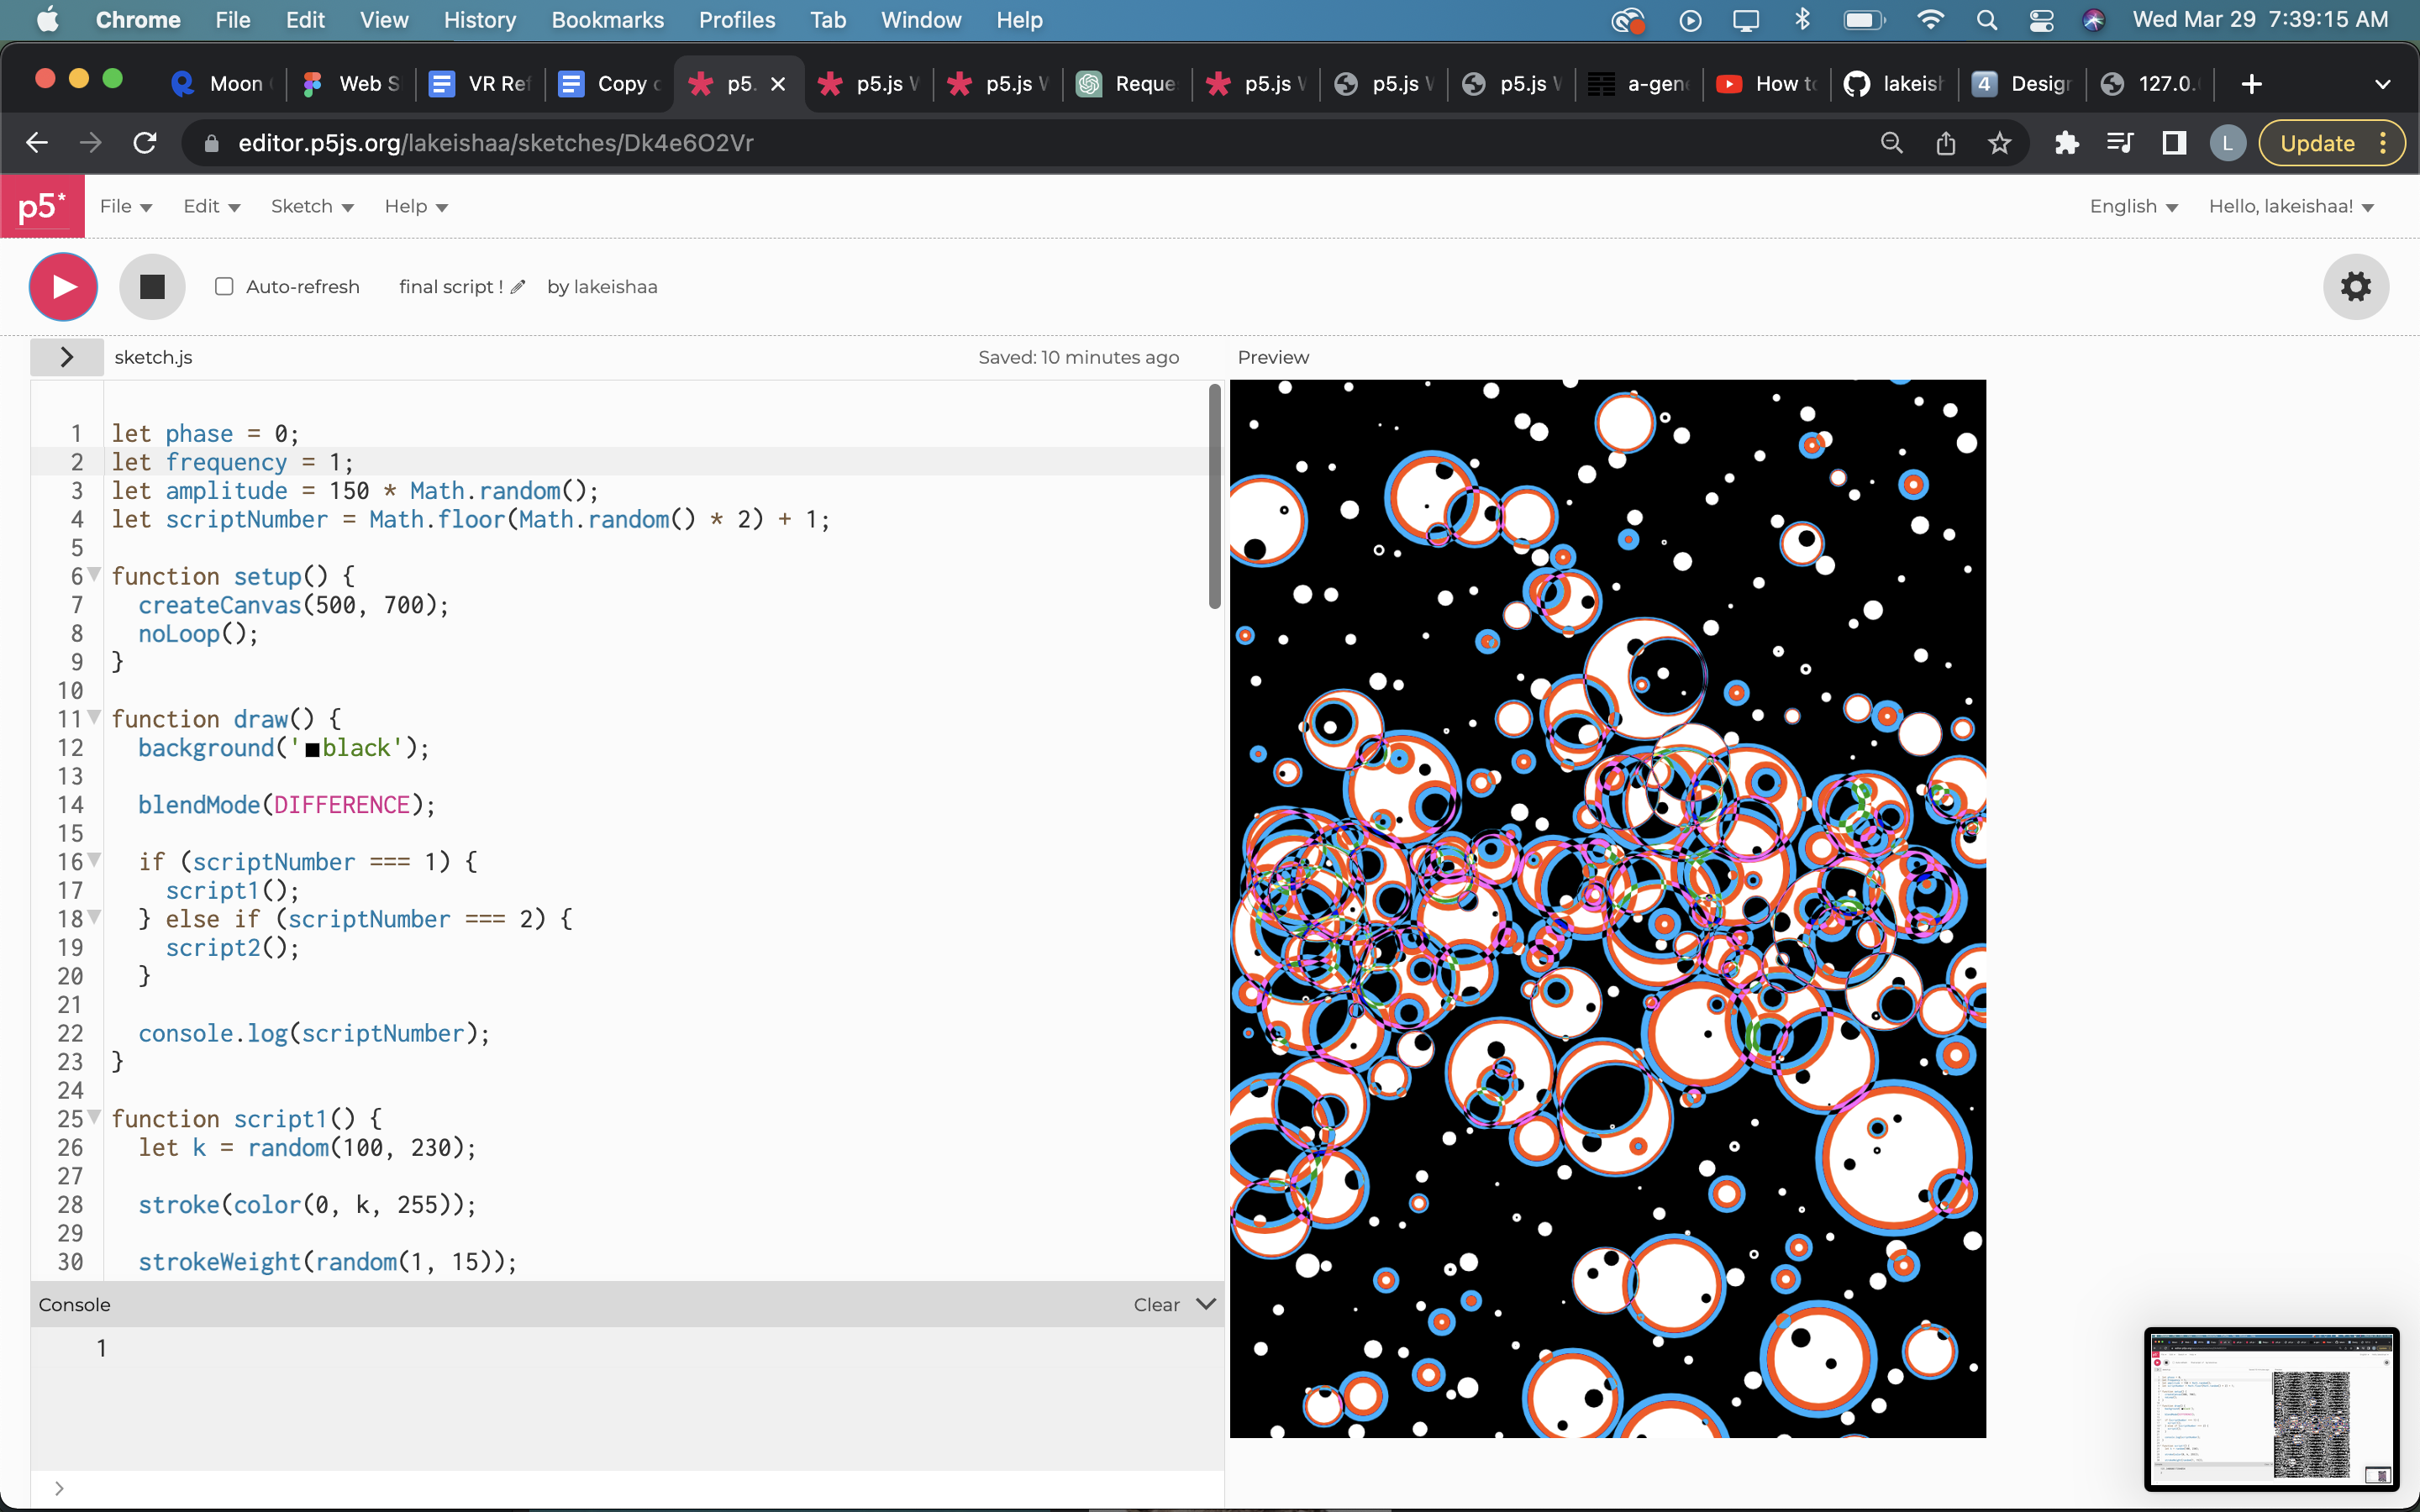 Chrome File Edit View History Bookmarks Profiles Tab Window Help Wed Mar 29 7:39:15 AM
Moon Web S VR Ref Copy p5. p5.js p5.js Reque p5.js p5.js p5.js a-gen How to lakeish 4 Design 127.0.
editor.p5js.org/lakeishaa/sketches/Dk4e6O2Vr L Update
p5* File Edit Sketch Help English Hello, lakeishaa!
Auto-refresh final script ! by lakeishaa
sketch.js Saved: 10 minutes ago Preview
1 let phase = 0;
2 let frequency = 1;
3 let amplitude = 150 * Math.random();
4 let scriptNumber = Math.floor(Math.random() * 2) + 1;
5
6 function setup() {
7 createCanvas(500, 700);
8 noLoop();
9 }
10
11 function draw() {
12 background('black');
13
14 blendMode(DIFFERENCE);
15
16 if (scriptNumber === 1) {
17 script1();
18 } else if (scriptNumber === 2) {
19 script2();
20 }
21
22 console.log(scriptNumber);
23 }
24
25 function script1() {
26 let k = random(100, 230);
27
28 stroke(color(0, k, 255));
29
30 strokeWeight(random(1, 15));
Console Clear
1
>